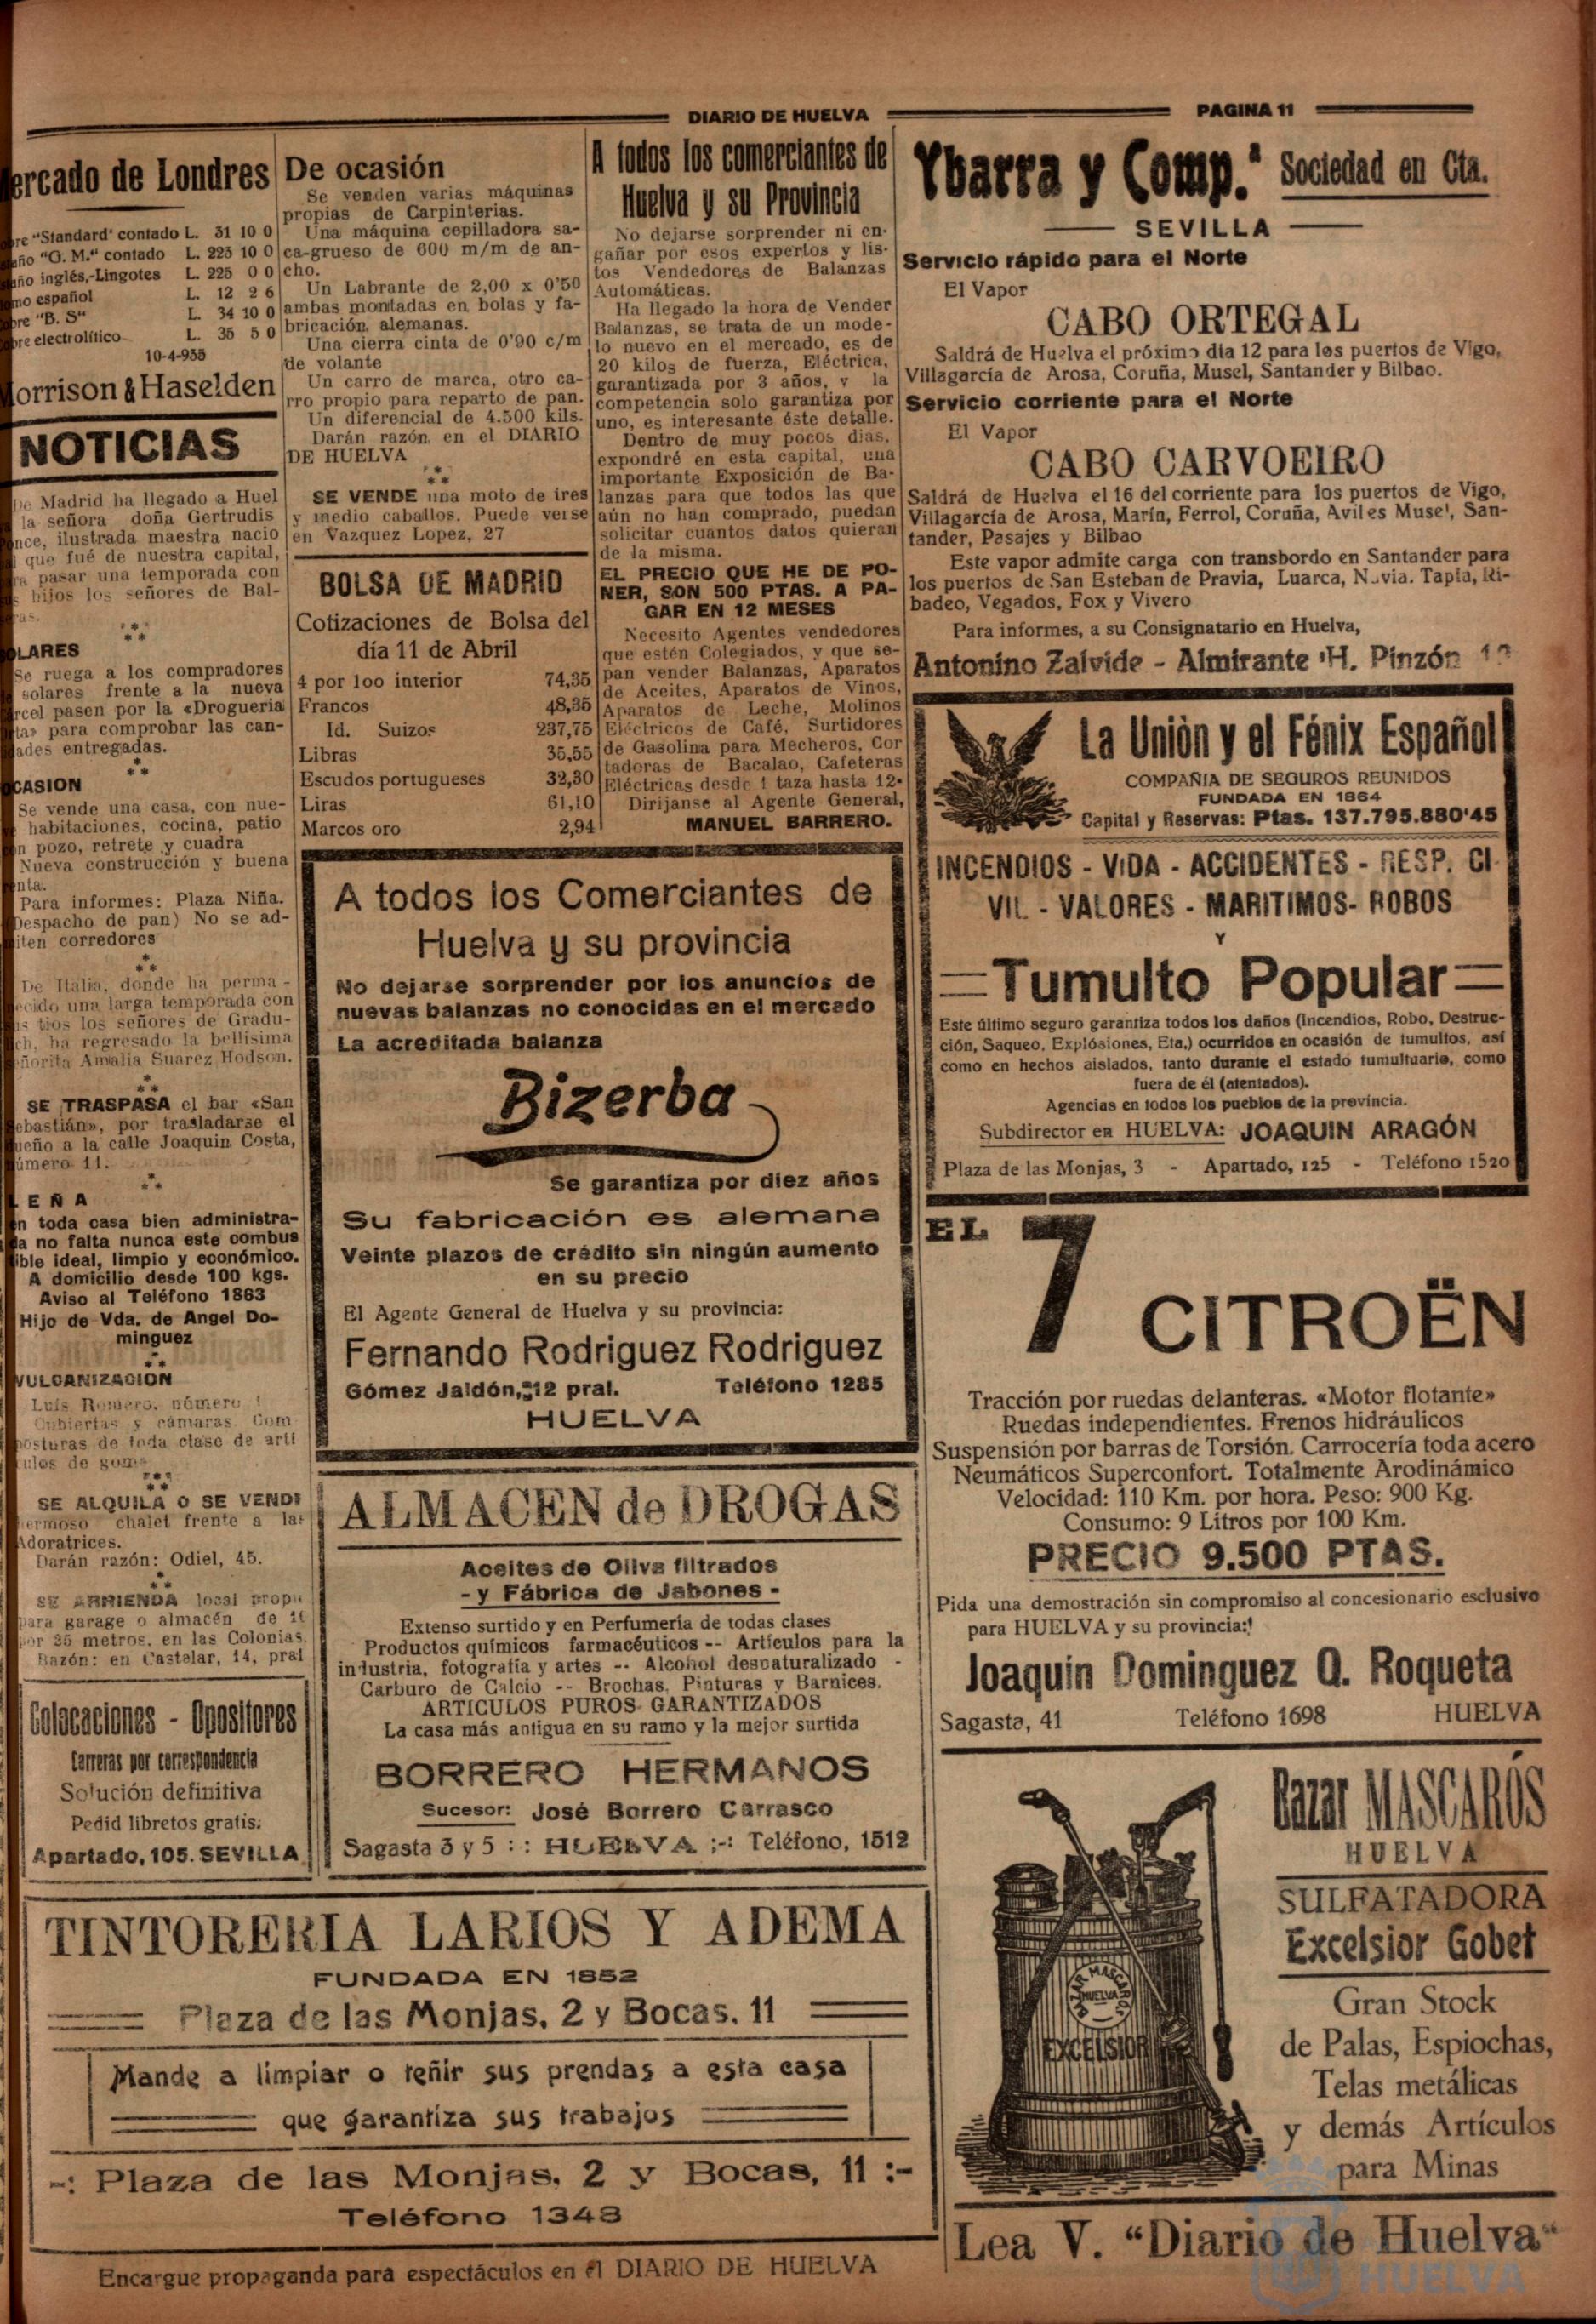 DIARIO DE HUELVA
PAGINA 11
ercado de Londres
re "Standard' contado L. 31 10 0
año "G. M." contado L. 223 10 0
ño inglés,-Lingotes L. 225 0 0
mo español L. 12 2 6
bre "B. S" L. 34 10 0
bre electrolítico L. 35 5 0
10-4-935
Morrison & Haselden
NOTICIAS
De Madrid ha llegado a Huel
la señora doña Gertrudis
once, ilustrada maestra nacio
l que fué de nuestra capital,
ra pasar una temporada con
s hijos los señores de Bal-
ras.
OLARES
Se ruega a los compradores
solares frente a la nueva
rcel pasen por la «Drogueria
rta» para comprobar las can-
ades entregadas.
OCASION
Se vende una casa, con nue-
habitaciones, cocina, patio
n pozo, retrete y cuadra
Nueva construcción y buena
enta.
Para informes: Plaza Niña.
Despacho de pan) No se ad-
iten corredores
De Italia, donde ha perma-
ecido una larga temporada con
us tios los señores de Gradu-
ch, ha regresado la bellísima
eñorita Amalia Suarez Hodson.
SE TRASPASA el bar «San
ebastián», por trasladarse el
ueño a la calle Joaquin Costa,
úmero 11.
LEÑA
en toda casa bien administra-
da no falta nunca este combus
tible ideal, limpio y económico.
A domicilio desde 100 kgs.
Aviso al Teléfono 1863
Hijo de Vda. de Angel Do-
minguez
VULCANIZACION
Luis Romero, número 1
Cubiertas y cámaras Com
posturas de toda clase de arti
culos de goma
SE ALQUILA O SE VENDE
hermoso chalet frente a las
Adoratrices.
Darán razón: Odiel, 45.
SE ARRIENDA local propi
para garage o almacén de 10
por 25 metros, en las Colonias.
Razón: en Castelar, 14, pral
Colocaciones - Opositores
Carreras por correspondencia
Solución definitiva
Pedid libretos gratis:
Apartado, 105. SEVILLA
De ocasión
Se venden varias máquinas
propias de Carpinterias.
Una máquina cepilladora sa-
ca-grueso de 600 m/m de an-
cho.
Un Labrante de 2,00 x 0'50
ambas montadas en bolas y fa-
bricación alemanas.
Una cierra cinta de 0'90 c/m
de volante
Un carro de marca, otro ca-
rro propio para reparto de pan.
Un diferencial de 4.500 kils.
Darán razón en el DIARIO
DE HUELVA
SE VENDE una moto de tres
y medio caballos. Puede verse
en Vazquez Lopez, 27
BOLSA DE MADRID
Cotizaciones de Bolsa del
día 11 de Abril
4 por 100 interior 74,35
Francos 48,35
Id. Suizos 237,75
Libras 35,55
Escudos portugueses 32,30
Liras 61,10
Marcos oro 2,94
A todos los comerciantes de
Huelva y su Provincia
No dejarse sorprender ni en-
gañar por esos expertos y lis-
tos Vendedores de Balanzas
Automáticas.
Ha llegado la hora de Vender
Balanzas, se trata de un mode-
lo nuevo en el mercado, es de
20 kilos de fuerza, Eléctrica,
garantizada por 3 años, y la
competencia solo garantiza por
uno, es interesante éste detalle.
Dentro de muy pocos dias,
expondré en esta capital, una
importante Exposición de Ba-
lanzas para que todos las que
aún no han comprado, puedan
solicitar cuantos datos quieran
de la misma.
EL PRECIO QUE HE DE PO-
NER, SON 500 PTAS. A PA-
GAR EN 12 MESES
Necesito Agentes vendedores
que estén Colegiados, y que se-
pan vender Balanzas, Aparatos
de Aceites, Aparatos de Vinos,
Aparatos de Leche, Molinos
Eléctricos de Café, Surtidores
de Gasolina para Mecheros, Cor
tadoras de Bacalao, Cafeteras
Eléctricas desde 1 taza hasta 12.
Dirijanse al Agente General,
MANUEL BARRERO.
A todos los Comerciantes de
Huelva y su provincia
No dejarse sorprender por los anuncios de
nuevas balanzas no conocidas en el mercado
La acreditada balanza
Bizerba
Se garantiza por diez años
Su fabricación es alemana
Veinte plazos de crédito sin ningún aumento
en su precio
El Agente General de Huelva y su provincia:
Fernando Rodriguez Rodriguez
Gómez Jaldón, 12 pral. Teléfono 1285
HUELVA
ALMACEN de DROGAS
Aceites de Oliva filtrados
- y Fábrica de Jabones -
Extenso surtido y en Perfumería de todas clases
Productos químicos farmacéuticos -- Artículos para la
industria, fotografía y artes -- Alcohol desnaturalizado -
Carburo de Calcio -- Brochas, Pinturas y Barnices.
ARTICULOS PUROS GARANTIZADOS
La casa más antigua en su ramo y la mejor surtida
BORRERO HERMANOS
Sucesor: José Borrero Carrasco
Sagasta 3 y 5 :: HUELVA :-: Teléfono, 1512
TINTORERIA LARIOS Y ADEMA
FUNDADA EN 1852
Plaza de las Monjas, 2 y Bocas, 11
Mande a limpiar o teñir sus prendas a esta casa
que garantiza sus trabajos
-: Plaza de las Monjas, 2 y Bocas, 11 :-
Teléfono 1343
Encargue propaganda para espectáculos en el DIARIO DE HUELVA
Ybarra y Comp.ª Sociedad en Cta.
SEVILLA
Servicio rápido para el Norte
El Vapor
CABO ORTEGAL
Saldrá de Huelva el próximo dia 12 para los puertos de Vigo,
Villagarcía de Arosa, Coruña, Musel, Santander y Bilbao.
Servicio corriente para el Norte
El Vapor
CABO CARVOEIRO
Saldrá de Huelva el 16 del corriente para los puertos de Vigo,
Villagarcía de Arosa, Marín, Ferrol, Coruña, Aviles Musel, San-
tander, Pasajes y Bilbao
Este vapor admite carga con transbordo en Santander para
los puertos de San Esteban de Pravia, Luarca, Navia. Tapia, Ri-
badeo, Vegados, Fox y Vivero
Para informes, a su Consignatario en Huelva,
Antonino Zalvide - Almirante H. Pinzón
La Unión y el Fénix Español
COMPAÑIA DE SEGUROS REUNIDOS
FUNDADA EN 1864
Capital y Reservas: Ptas. 137.795.880'45
INCENDIOS - VIDA - ACCIDENTES - RESP. CI
VIL - VALORES - MARITIMOS- ROBOS
Y
Tumulto Popular
Este último seguro garantiza todos los daños (Incendios, Robo, Destruc-
ción, Saqueo, Explósiones, Eta,) ocurridos en ocasión de tumultos, así
como en hechos aislados, tanto durante el estado tumultuario, como
fuera de él (atentados).
Agencias en todos los pueblos de la provincia.
Subdirector en HUELVA: JOAQUIN ARAGÓN
Plaza de las Monjas, 3 - Apartado, 125 - Teléfono 1520
EL 7 CITROËN
Tracción por ruedas delanteras. «Motor flotante»
Ruedas independientes. Frenos hidráulicos
Suspensión por barras de Torsión. Carrocería toda acero
Neumáticos Superconfort. Totalmente Arodinámico
Velocidad: 110 Km. por hora. Peso: 900 Kg.
Consumo: 9 Litros por 100 Km.
PRECIO 9.500 PTAS.
Pida una demostración sin compromiso al concesionario esclusivo
para HUELVA y su provincia:
Joaquín Dominguez Q. Roqueta
Sagasta, 41 Teléfono 1698 HUELVA
Bazar MASCARÓS
HUELVA
SULFATADORA
Excelsior Gobet
Gran Stock
de Palas, Espiochas,
Telas metálicas
y demás Artículos
para Minas
BAZAR MASCAROS
HUELVA
EXCELSIOR
Lea V. "Diario de Huelva"
HUELVA